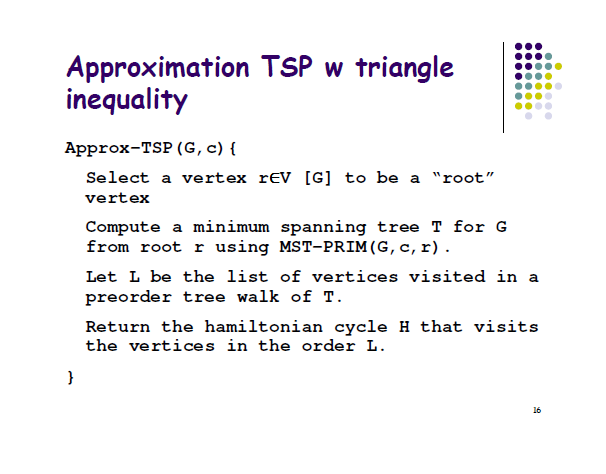 Approximation TSP w triangle
inequality
Approx-TSP(G,c){
Select a vertex r∈V [G] to be a “root”
vertex
Compute a minimum spanning tree T for G
from root r using MST-PRIM(G,c,r).
Let L be the list of vertices visited in a
preorder tree walk of T.
Return the hamiltonian cycle H that visits
the vertices in the order L.
}
16